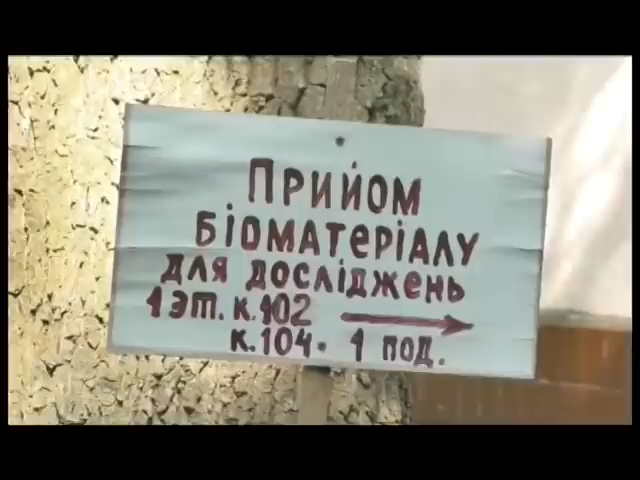 Прийом
біоматеріалу
для досліджень
1 эт. к.102
к.104. 1 под.